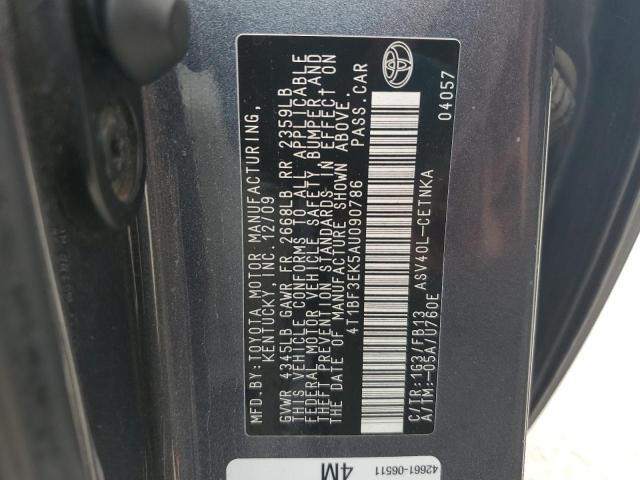 MFD.BY:TOYOTA MOTOR MANUFACTURING,
KENTUCKY,INC.12/09
GVWR 4345LB GAWR FR 2668LB RR 2359LB
THIS VEHICLE CONFORMS TO ALL APPLICABLE
FEDERAL MOTOR VEHICLE SAFETY, BUMPER, AND
THEFT PREVENTION STANDARDS IN EFFECT ON
THE DATE OF MANUFACTURE SHOWN ABOVE.
4T1BF3EK5AU090786 PASS.CAR
ASV40L-CETNKA 04057
C/TR:1G3/FB13
A/TM:-05A/U760E
42661-06511
4M